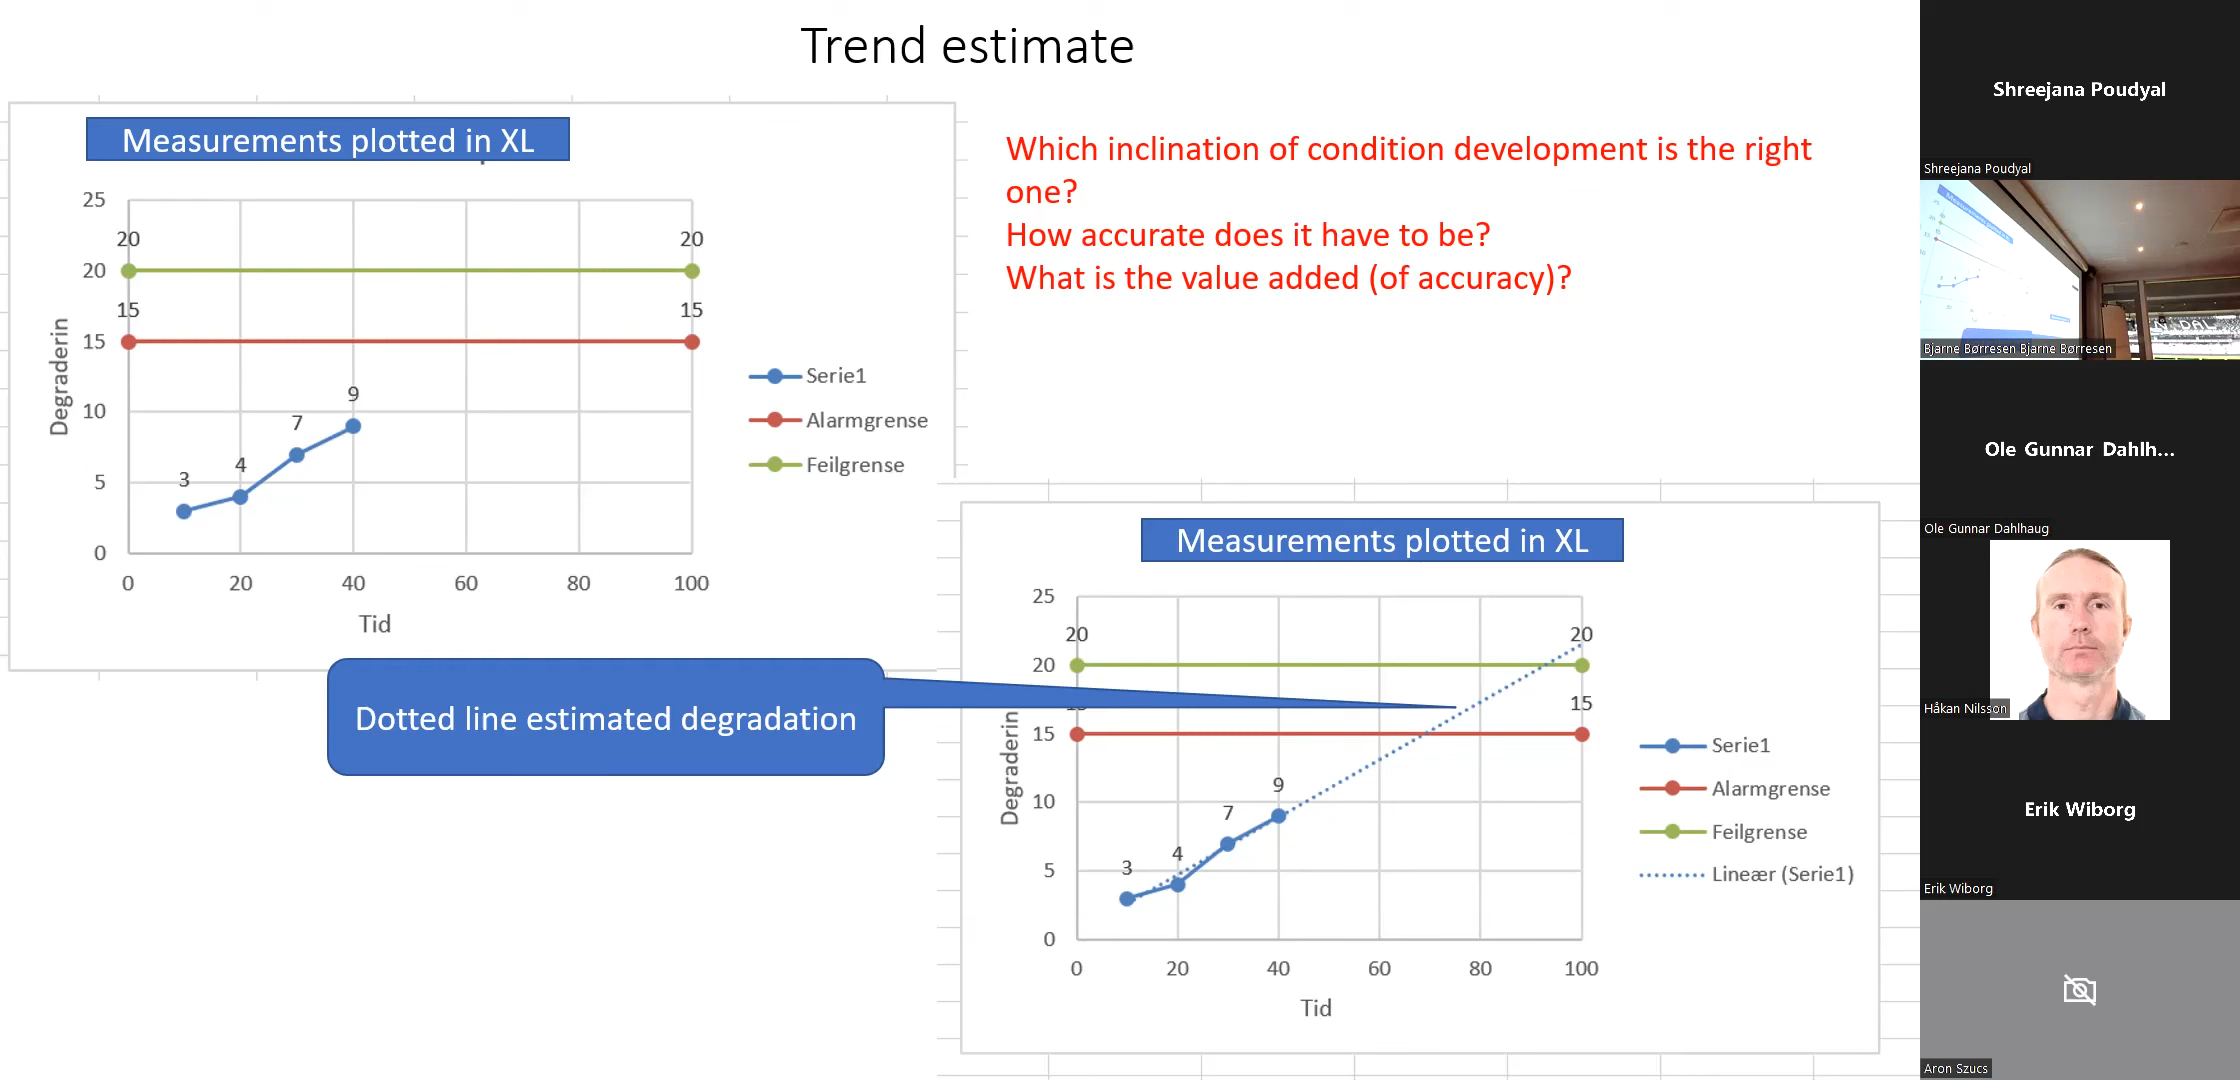 Trend estimate
Measurements plotted in XL
25
20
20
20
15
15
15
10
5
0
9
7
4
3
0
20
40
60
80
100
Degraderin
Tid
Serie1
Alarmgrense
Feilgrense
Which inclination of condition development is the right
one?
How accurate does it have to be?
What is the value added (of accuracy)?
Measurements plotted in XL
25
20
20
20
15
15
10
5
0
9
7
4
3
0
20
40
60
80
100
Degraderin
Tid
Serie1
Alarmgrense
Feilgrense
Lineær (Serie1)
Dotted line estimated degradation
Shreejana Poudyal
Shreejana Poudyal
Bjarne Børresen Bjarne Børresen
Ole Gunnar Dahlh...
Ole Gunnar Dahlhaug
Håkan Nilsson
Erik Wiborg
Erik Wiborg
Aron Szucs